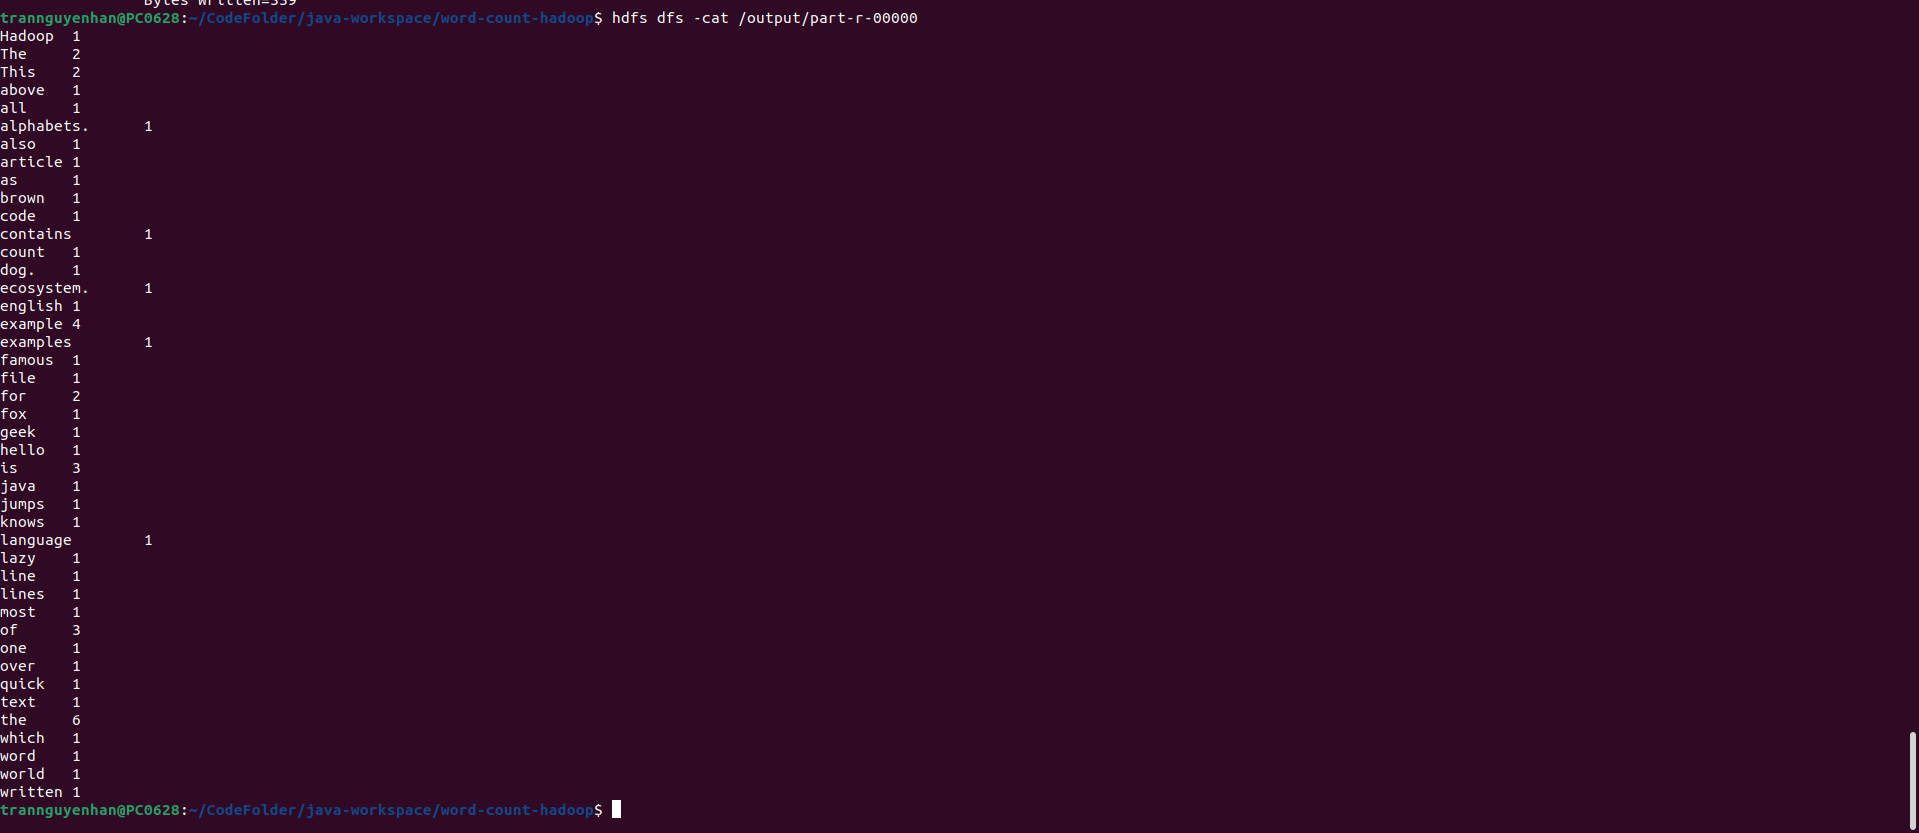 Bytes Written=339
trannguyenhan@PC0628:~/CodeFolder/java-workspace/word-count-hadoop$ hdfs dfs -cat /output/part-r-00000
Hadoop	1
The	2
This	2
above	1
all	1
alphabets.	1
also	1
article	1
as	1
brown	1
code	1
contains	1
count	1
dog.	1
ecosystem.	1
english	1
example	4
examples	1
famous	1
file	1
for	2
fox	1
geek	1
hello	1
is	3
java	1
jumps	1
knows	1
language	1
lazy	1
line	1
lines	1
most	1
of	3
one	1
over	1
quick	1
text	1
the	6
which	1
word	1
world	1
written	1
trannguyenhan@PC0628:~/CodeFolder/java-workspace/word-count-hadoop$